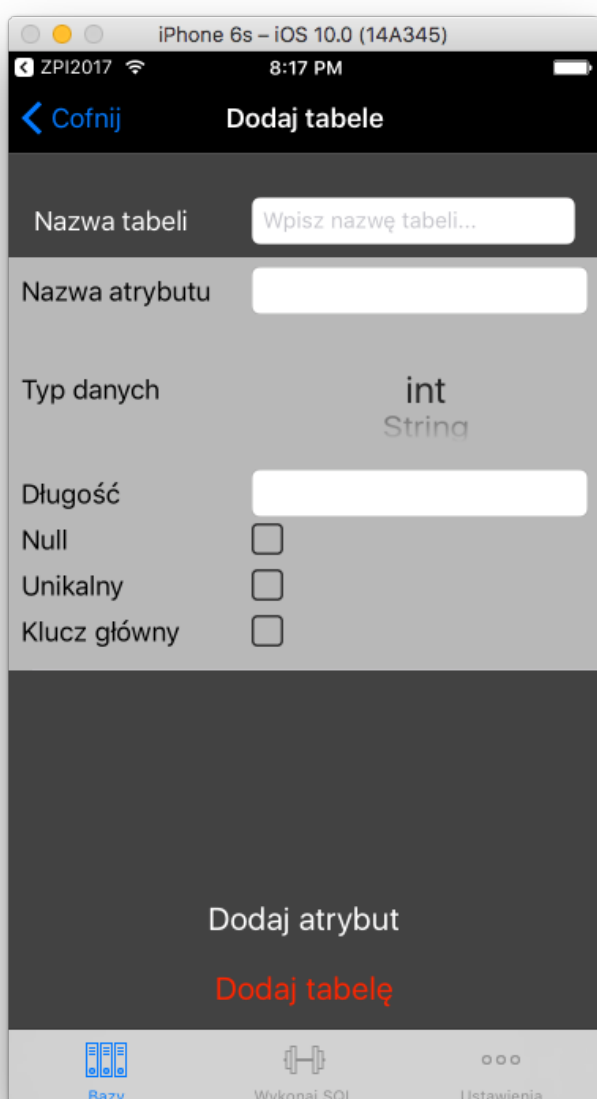 iPhone 6s – iOS 10.0 (14A345)
ZPI2017 8:17 PM
Cofnij Dodaj tabele
Nazwa tabeli Wpisz nazwę tabeli...
Nazwa atrybutu
Typ danych int
String
Długość
Null
Unikalny
Klucz główny
Dodaj atrybut
Dodaj tabelę
Bazy Wykonaj SQL Ustawienia